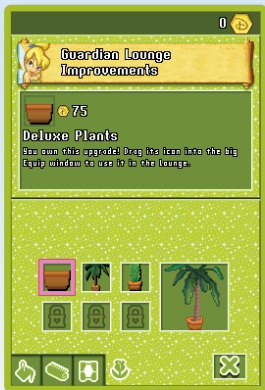 0
Guardian Lounge
Improvements
75
Deluxe Plants
You own this upgrade! Drag its icon into the big
Equip window to use it in the lounge.